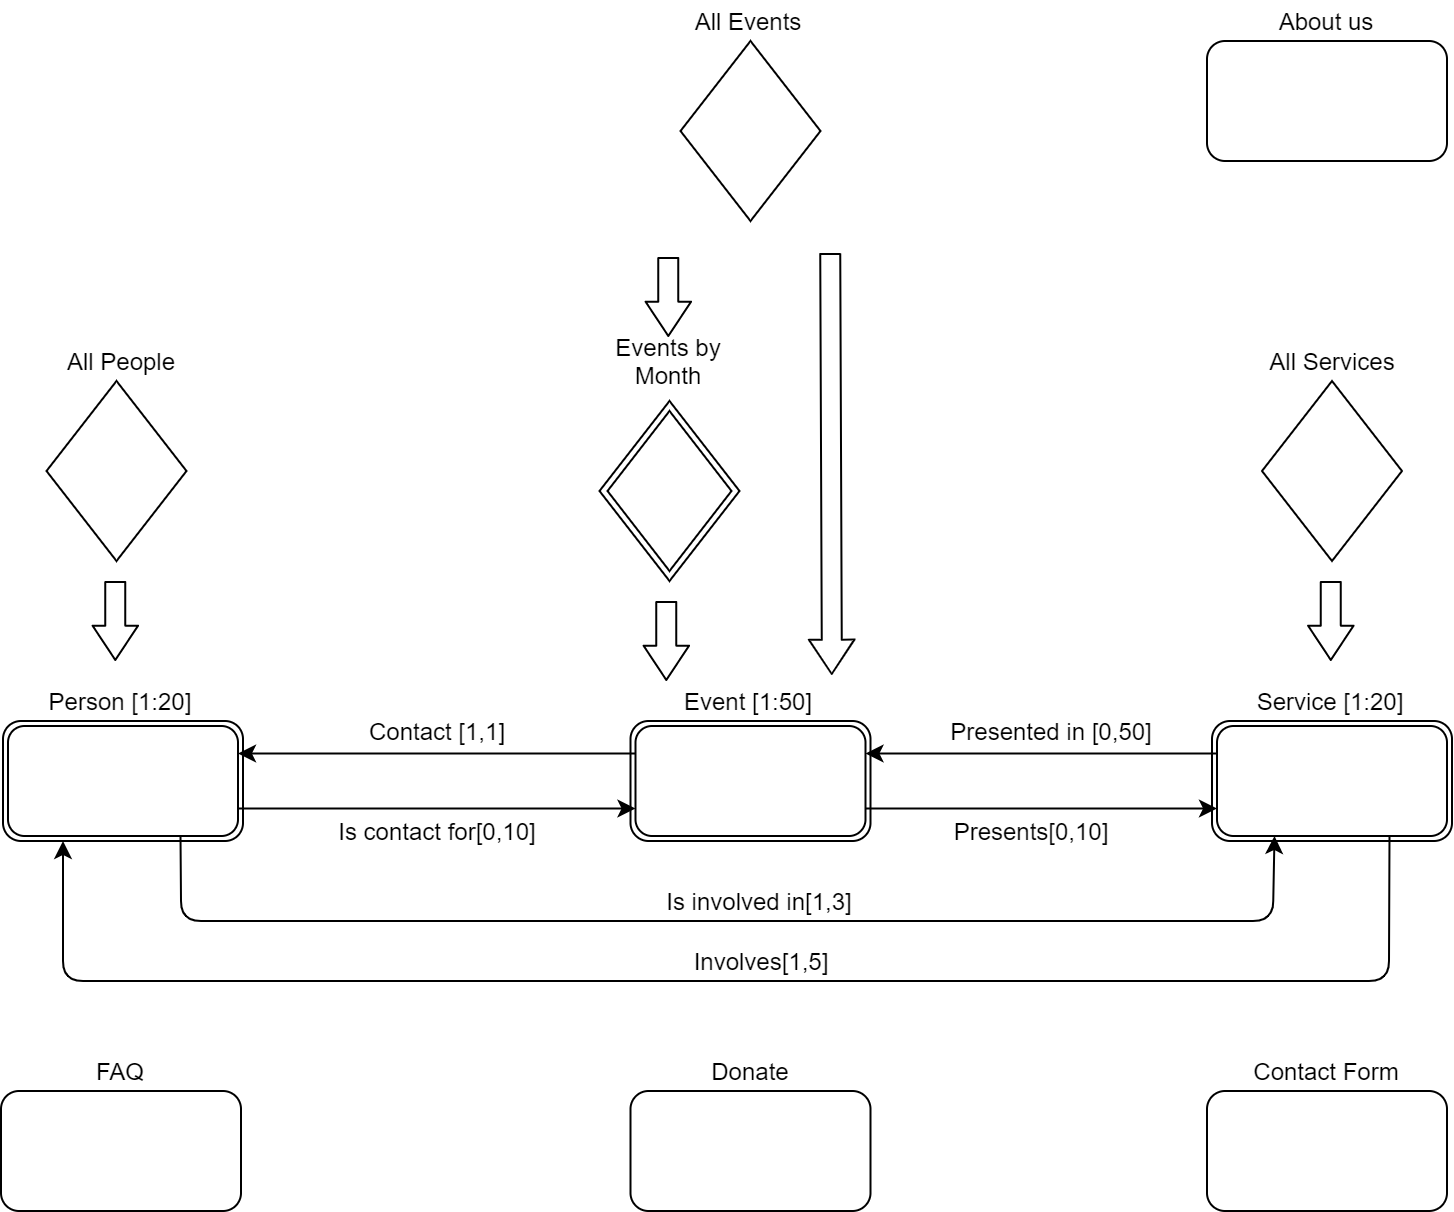 All Events
About us
Events by
Month
All People
All Services
Person [1:20]
Event [1:50]
Service [1:20]
Contact [1,1]
Presented in [0,50]
Is contact for[0,10]
Presents[0,10]
Is involved in[1,3]
Involves[1,5]
FAQ
Donate
Contact Form